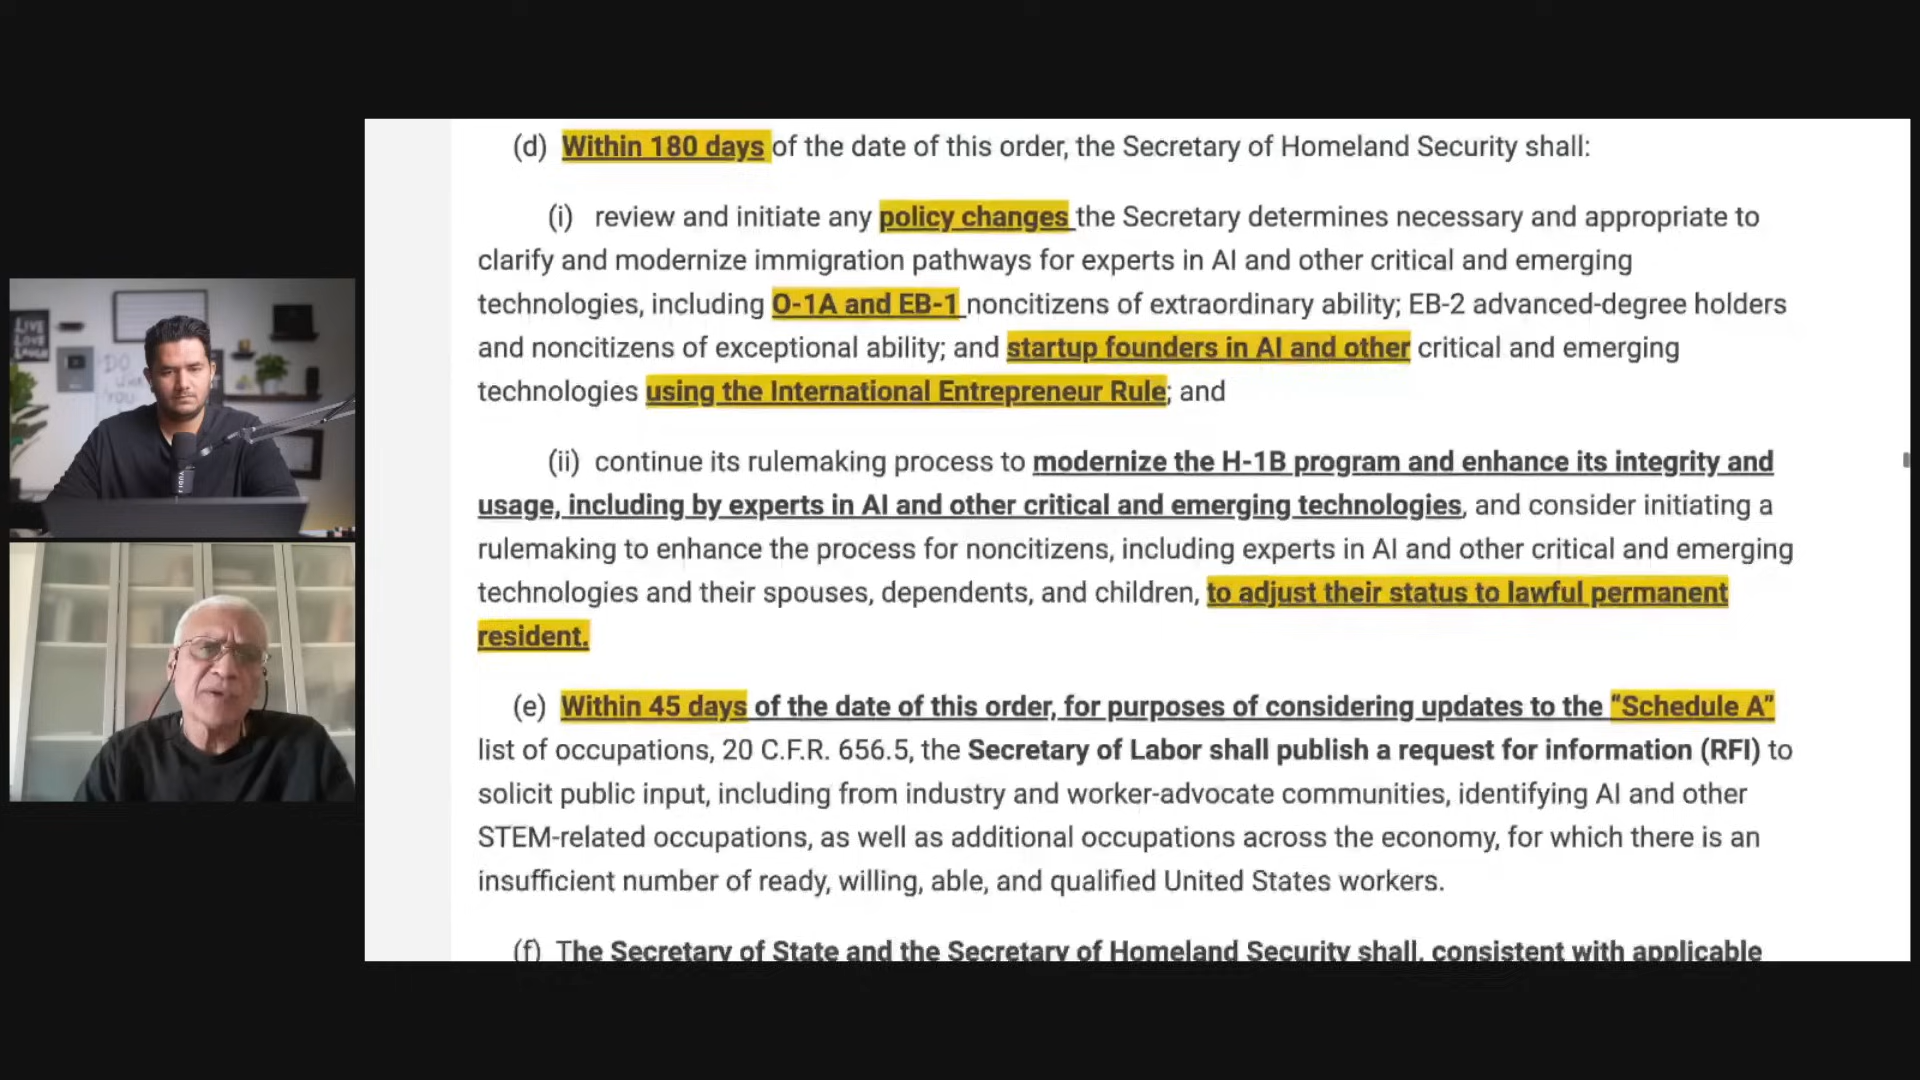 (d) Within 180 days of the date of this order, the Secretary of Homeland Security shall:
(i) review and initiate any policy changes the Secretary determines necessary and appropriate to
clarify and modernize immigration pathways for experts in AI and other critical and emerging
technologies, including O-1A and EB-1 noncitizens of extraordinary ability; EB-2 advanced-degree holders
and noncitizens of exceptional ability; and startup founders in AI and other critical and emerging
technologies using the International Entrepreneur Rule; and
(ii) continue its rulemaking process to modernize the H-1B program and enhance its integrity and
usage, including by experts in AI and other critical and emerging technologies, and consider initiating a
rulemaking to enhance the process for noncitizens, including experts in AI and other critical and emerging
technologies and their spouses, dependents, and children, to adjust their status to lawful permanent
resident.
(e) Within 45 days of the date of this order, for purposes of considering updates to the “Schedule A”
list of occupations, 20 C.F.R. 656.5, the Secretary of Labor shall publish a request for information (RFI) to
solicit public input, including from industry and worker-advocate communities, identifying AI and other
STEM-related occupations, as well as additional occupations across the economy, for which there is an
insufficient number of ready, willing, able, and qualified United States workers.
(f) The Secretary of State and the Secretary of Homeland Security shall, consistent with applicable
LIVE
LOVE
DO
YOU